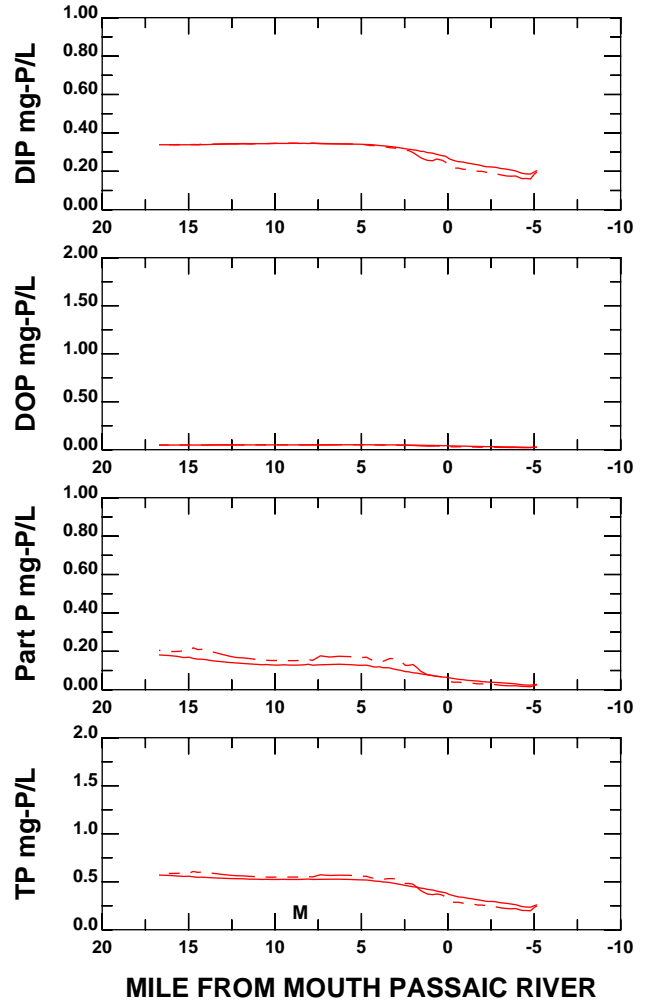 DIP mg-P/L
1.00
0.80
0.60
0.40
0.20
0.00
20 15 10 5 0 -5 -10
DOP mg-P/L
2.00
1.50
1.00
0.50
0.00
20 15 10 5 0 -5 -10
Part P mg-P/L
1.00
0.80
0.60
0.40
0.20
0.00
20 15 10 5 0 -5 -10
TP mg-P/L
2.0
1.5
1.0
0.5
0.0
M
20 15 10 5 0 -5 -10
MILE FROM MOUTH PASSAIC RIVER